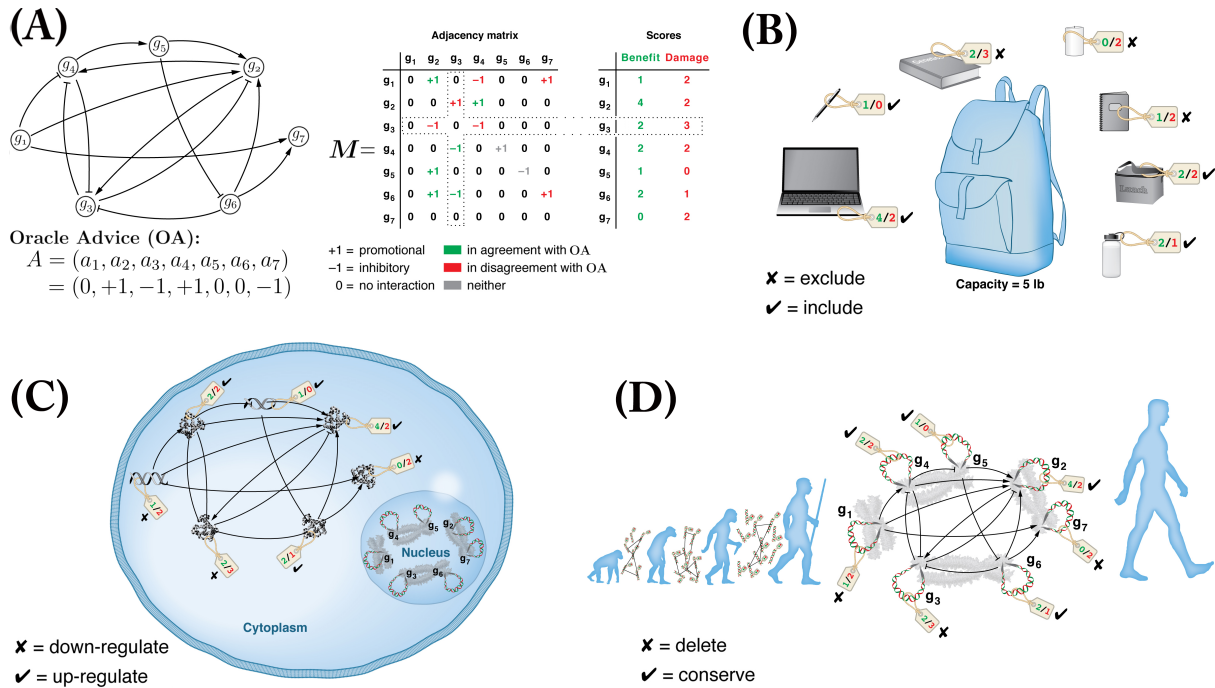 (A)
g5
g4
g2
g1
g7
g3
g6
Oracle Advice (OA):
A = (a1, a2, a3, a4, a5, a6, a7)
= (0, +1, −1, +1, 0, 0, −1)
Adjacency matrix
g1 g2 g3 g4 g5 g6 g7
g1 0 +1 0 −1 0 0 +1
g2 0 0 +1 +1 0 0 0
g3 0 −1 0 −1 0 0 0
M=
g4 0 0 −1 0 +1 0 0
g5 0 +1 0 0 0 −1 0
g6 0 +1 −1 0 0 0 +1
g7 0 0 0 0 0 0 0
Scores
Benefit Damage
g1 1 2
g2 4 2
g3 2 3
g4 2 2
g5 1 0
g6 2 1
g7 0 2
+1 = promotional
−1 = inhibitory
0 = no interaction
in agreement with OA
in disagreement with OA
neither
(B)
2/3 ✘
0/2 ✘
1/0 ✔
1/2 ✘
2/2 ✔
Lunch
4/2 ✔
2/1 ✔
Capacity = 5 lb
✘ = exclude
✔ = include
(C)
2/2 ✔
1/0 ✔
4/2 ✔
0/2 ✘
1/2 ✘
2/3 ✘
2/1 ✔
g5
g2
g4
Nucleus
g1
g7
g3
g6
Cytoplasm
✘ = down-regulate
✔ = up-regulate
(D)
1/0 ✔
2/2 ✔
g4
g5
g2
4/2 ✔
g1
g7
0/2 ✘
g6
1/2 ✘
g3
2/1 ✔
2/3 ✘
✘ = delete
✔ = conserve